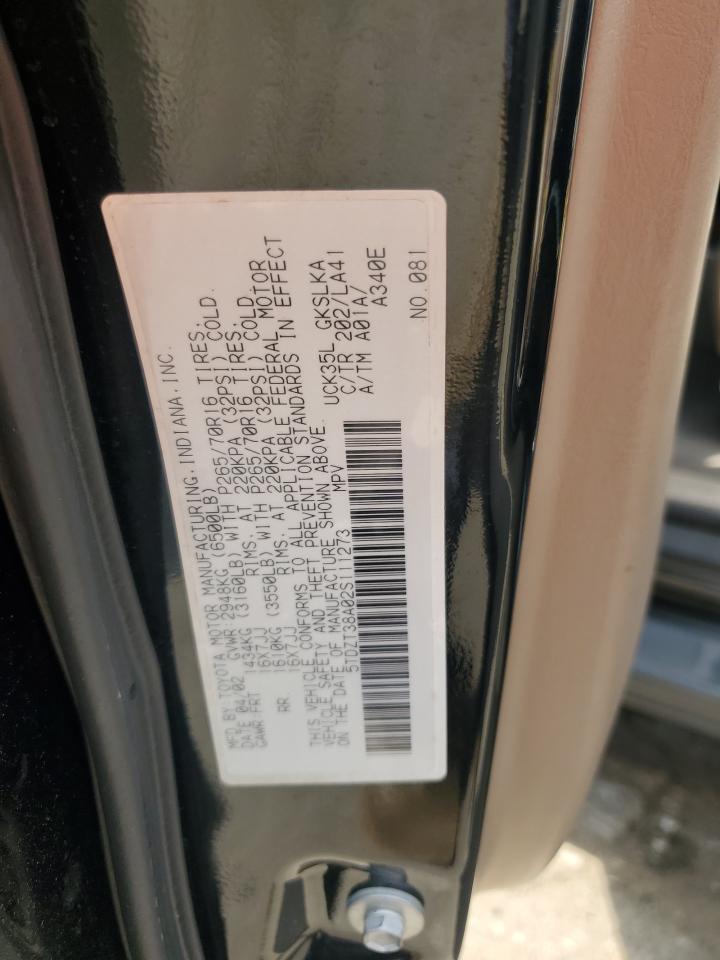 MFD BY:TOYOTA MOTOR MANUFACTURING,INDIANA,INC.
DATE 04/02 GVWR:2948KG (6500LB)
GAWR FRT 1434KG (3160LB) WITH P265/70R16 TIRES,
16X7JJ RIMS, AT 220KPA (32PSI) COLD.
RR 1610KG (3550LB) WITH P265/70R16 TIRES,
16X7JJ RIMS, AT 220KPA (32PSI) COLD.
THIS VEHICLE CONFORMS TO ALL APPLICABLE FEDERAL MOTOR
VEHICLE SAFETY AND THEFT PREVENTION STANDARDS IN EFFECT
ON THE DATE OF MANUFACTURE SHOWN ABOVE.
5TDZT38A02S111273 MPV
UCK35L GKSLKA
C/TR 202/LA41
A/TM A01A/
A340E
NO.081